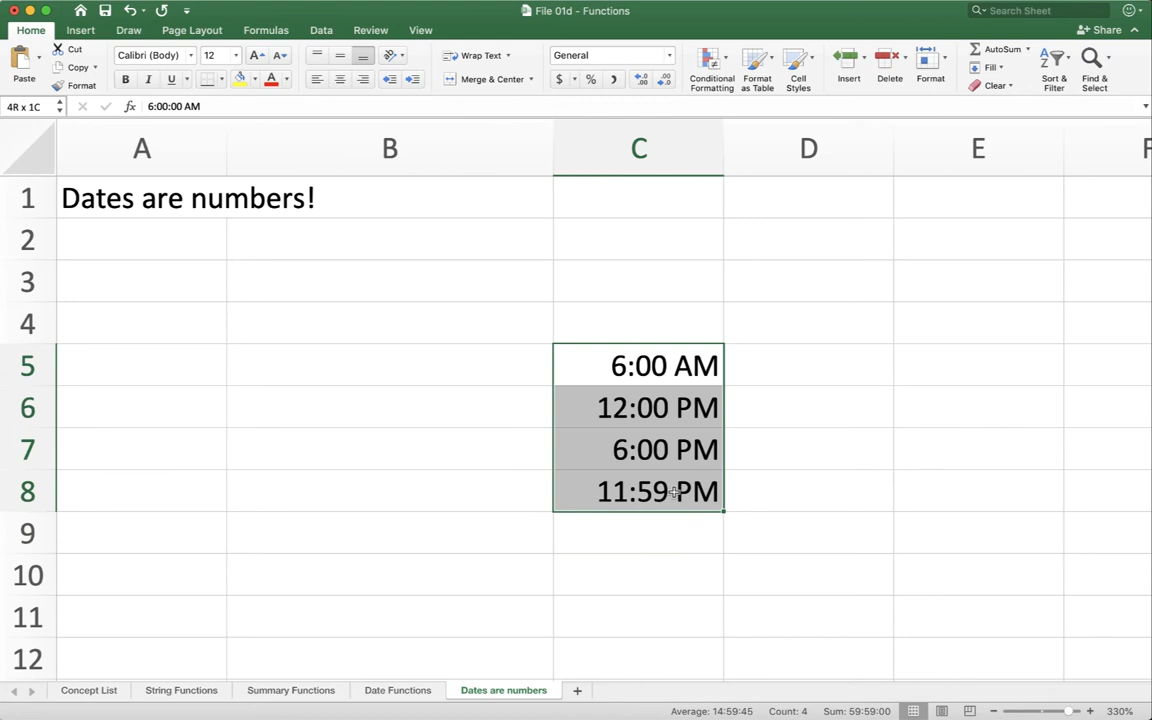 File 01d - Functions
Search Sheet
Home Insert Draw Page Layout Formulas Data Review View
Share
Paste
Cut
Copy
Format
Calibri (Body) 12
B I U
Wrap Text
Merge & Center
General
$ % )
Conditional Formatting
Format as Table
Cell Styles
Insert
Delete
Format
AutoSum
Fill
Clear
Sort & Filter
Find & Select
4R x 1C fx 6:00:00 AM
A B C D E F
1 Dates are numbers!
2
3
4
5 6:00 AM
6 12:00 PM
7 6:00 PM
8 11:59 PM
9
10
11
12
Concept List String Functions Summary Functions Date Functions Dates are numbers +
Average: 14:59:45 Count: 4 Sum: 59:59:00 330%